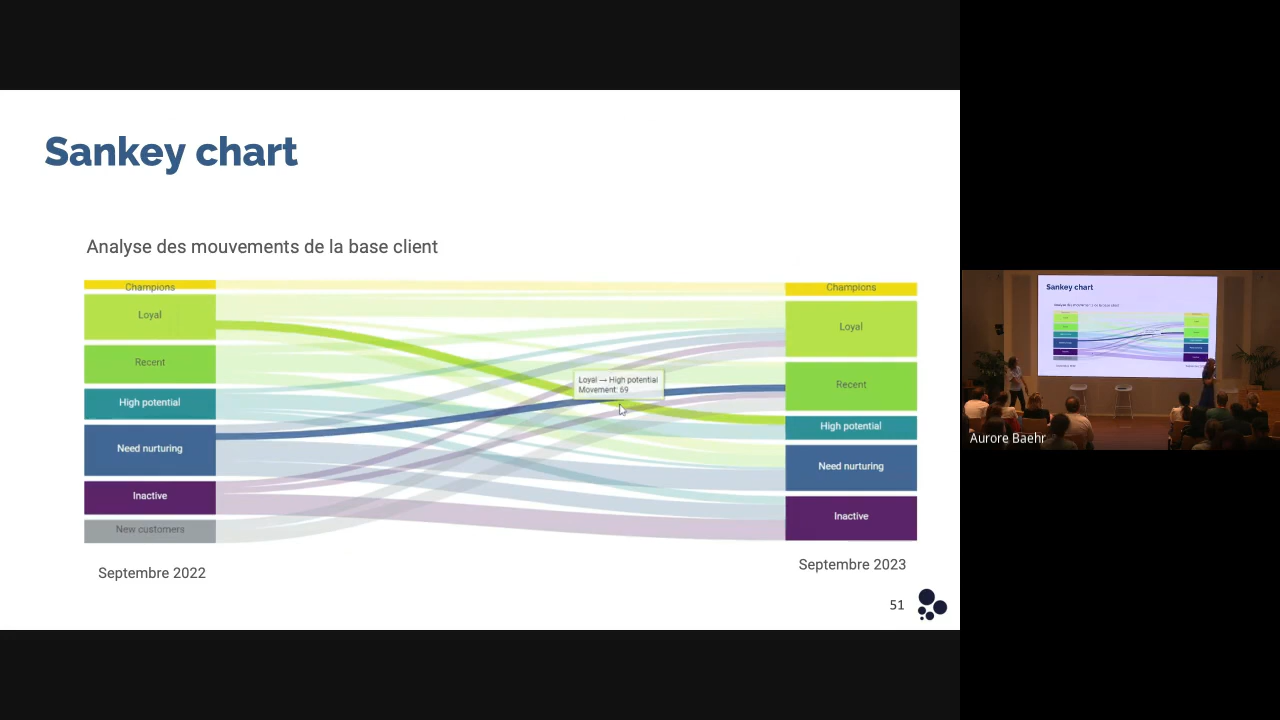 Sankey chart
Analyse des mouvements de la base client
Champions
Loyal
Recent
High potential
Need nurturing
Inactive
New customers
Septembre 2022
Loyal → High potential
Movement: 69
Champions
Loyal
Recent
High potential
Need nurturing
Inactive
Septembre 2023
51
Sankey chart
Aurore Baehr